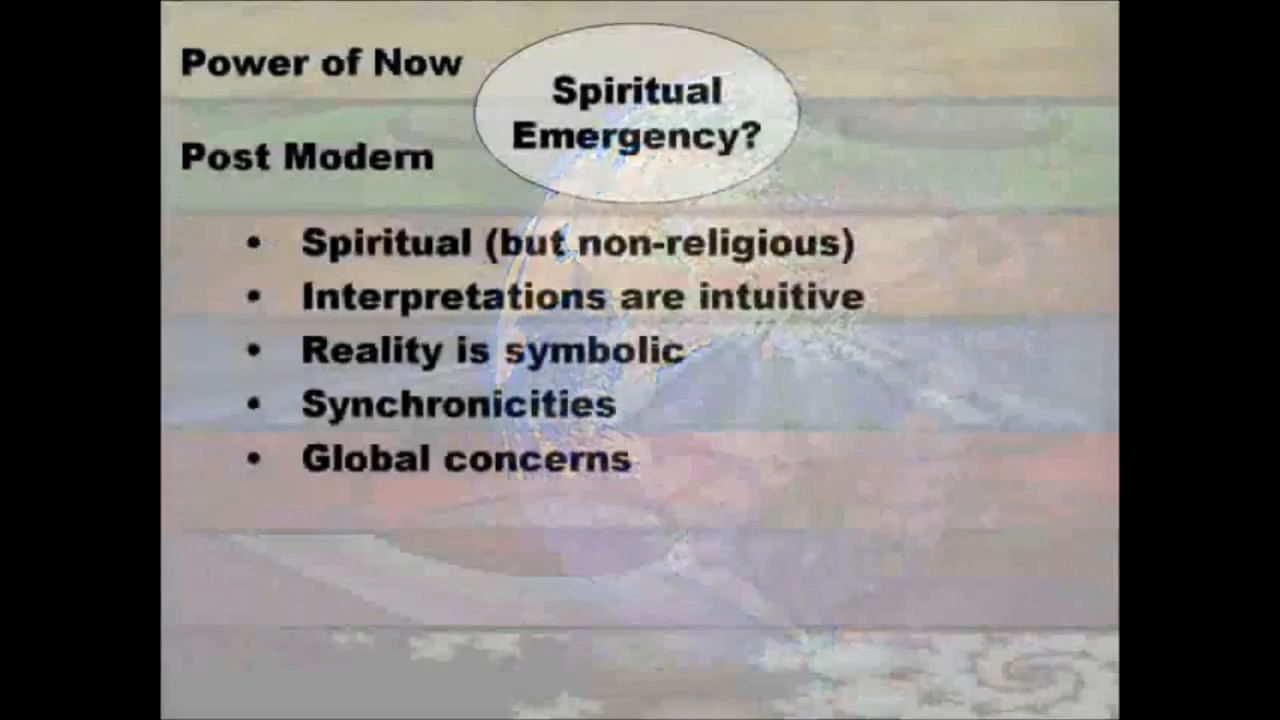 Power of Now
Spiritual
Emergency?
Post Modern
• Spiritual (but non-religious)
• Interpretations are intuitive
• Reality is symbolic
• Synchronicities
• Global concerns